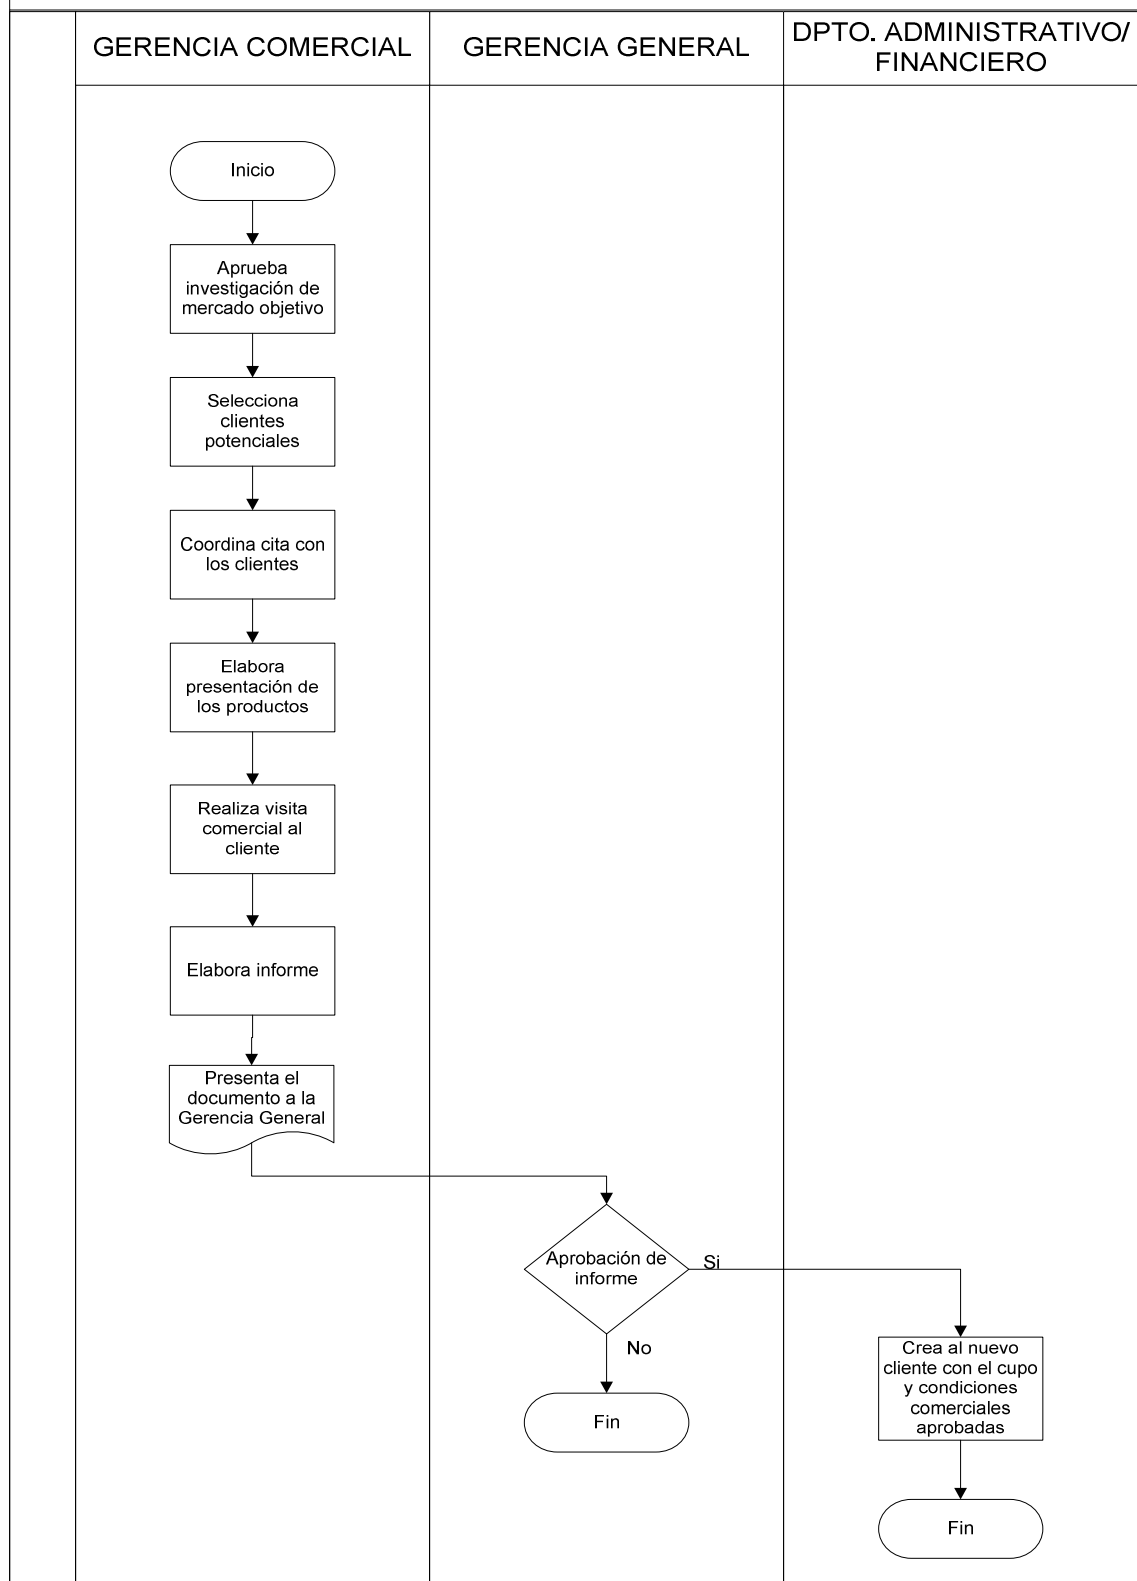 GERENCIA COMERCIAL
GERENCIA GENERAL
DPTO. ADMINISTRATIVO/
FINANCIERO
Inicio
Aprueba
investigación de
mercado objetivo
Selecciona
clientes
potenciales
Coordina cita con
los clientes
Elabora
presentación de
los productos
Realiza visita
comercial al
cliente
Elabora informe
Presenta el
documento a la
Gerencia General
Aprobación de
informe
Si
No
Fin
Crea al nuevo
cliente con el cupo
y condiciones
comerciales
aprobadas
Fin